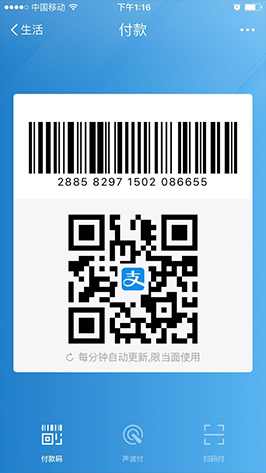 中国移动 下午1:16
生活 付款
2885 8297 1502 086655
支
每分钟自动更新,限当面使用
付款码 声波付 扫码付